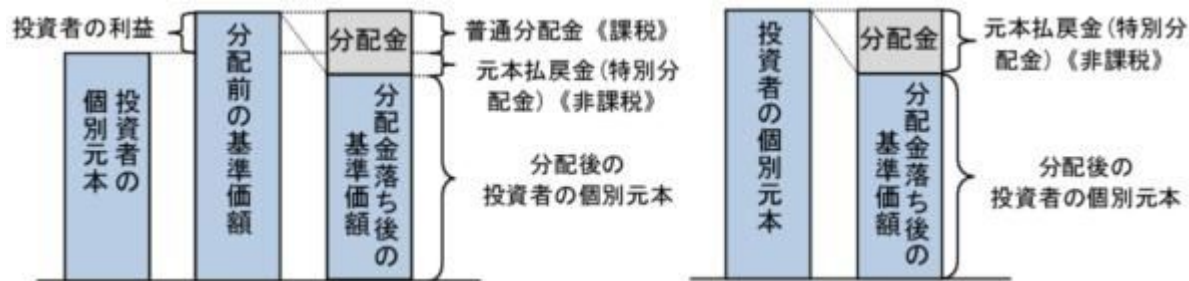 投資者の利益
投資者の
個別元本
分配前の基準価額
分配金
分配金落ち後の
基準価額
普通分配金《課税》
元本払戻金(特別分
配金)《非課税》
分配後の
投資者の個別元本
投資者の個別元本
分配金
分配金落ち後の
基準価額
元本払戻金(特別分
配金)《非課税》
分配後の
投資者の個別元本